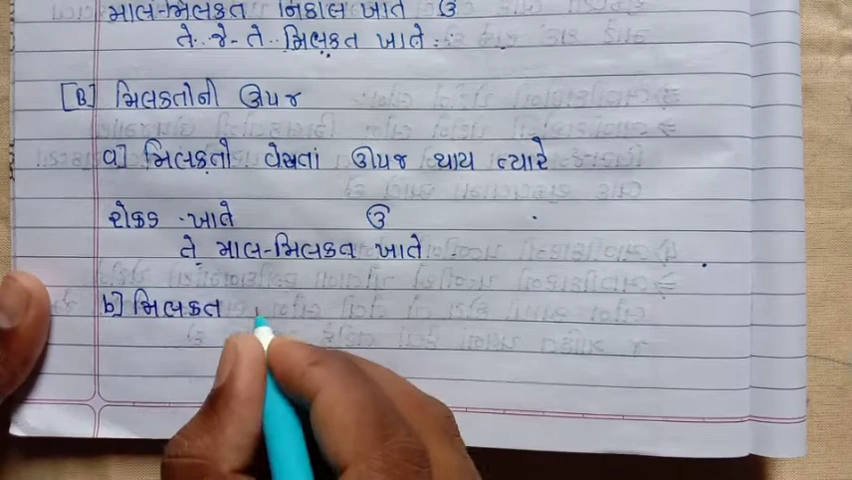 માલ-મિલકત નિકાલ ખાતે ઉ
તે. જે- તે. મિલકત ખાતે
[B] મિલકતોની ઊપજ
a] મિલકતો વેચતાં ઊપજ થાય ત્યારે
રોકડ ખાતે ઉ
તે માલ-મિલકત ખાતે
b] મિલકત